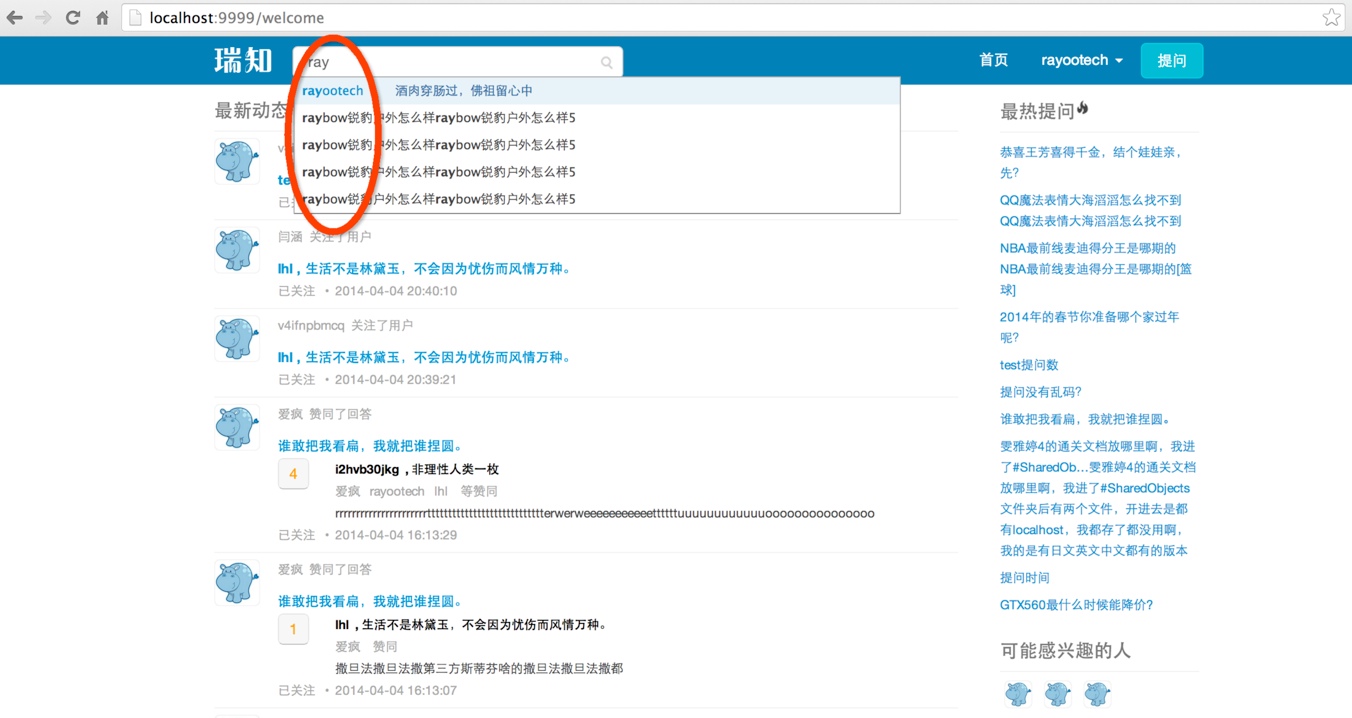 localhost:9999/welcome
瑞知
ray
首页
rayootech
提问
rayootech 酒肉穿肠过，佛祖留心中
raybow锐豹户外怎么样raybow锐豹户外怎么样5
raybow锐豹户外怎么样raybow锐豹户外怎么样5
raybow锐豹户外怎么样raybow锐豹户外怎么样5
raybow锐豹户外怎么样raybow锐豹户外怎么样5
最新动态
闫涵 关注了用户
lhl , 生活不是林黛玉，不会因为忧伤而风情万种。
已关注 • 2014-04-04 20:40:10
v4ifnpbmcq 关注了用户
lhl , 生活不是林黛玉，不会因为忧伤而风情万种。
已关注 • 2014-04-04 20:39:21
爱疯 赞同了回答
谁敢把我看扁，我就把谁捏圆。
4
i2hvb30jkg , 非理性人类一枚
爱疯 rayootech lhl 等赞同
已关注 • 2014-04-04 16:13:29
爱疯 赞同了回答
谁敢把我看扁，我就把谁捏圆。
1
lhl , 生活不是林黛玉，不会因为忧伤而风情万种。
爱疯 赞同
撒旦法撒旦法撒第三方斯蒂芬啥的撒旦法撒旦法撒都
已关注 • 2014-04-04 16:13:07
最热提问
恭喜王芳喜得千金，结个娃娃亲，
先?
QQ魔法表情大海滔滔怎么找不到
QQ魔法表情大海滔滔怎么找不到
NBA最前线麦迪得分王是哪期的
NBA最前线麦迪得分王是哪期的[篮
球]
2014年的春节你准备哪个家过年
呢?
test提问数
提问没有乱码?
谁敢把我看扁，我就把谁捏圆。
雯雅婷4的通关文档放哪里啊，我进
了#SharedOb...雯雅婷4的通关文档
放哪里啊，我进了#SharedObjects
文件夹后有两个文件，开进去是都
有localhost，我都存了都没用啊，
我的是有日文英文中文都有的版本
提问时间
GTX560最什么时候能降价?
可能感兴趣的人